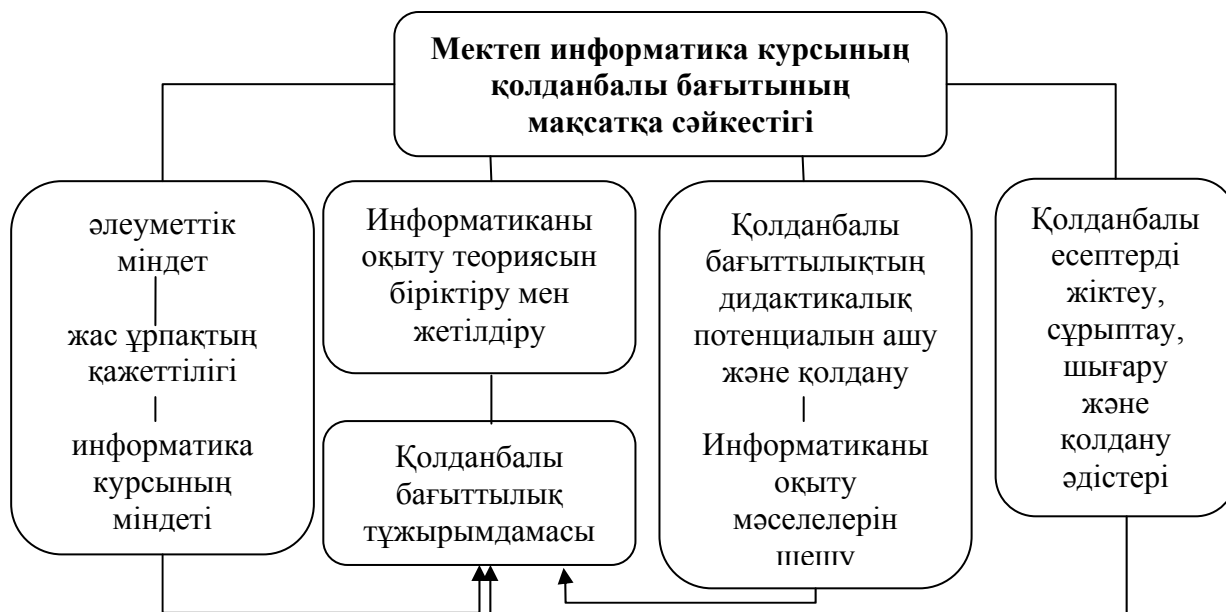 Мектеп информатика курсының
қолданбалы бағытының
мақсатқа сәйкестігі
әлеуметтік
міндет
жас ұрпақтың
қажеттілігі
информатика
курсының
міндеті
Информатиканы
оқыту теориясын
біріктіру мен
жетілдіру
Қолданбалы
бағыттылық
тұжырымдамасы
Қолданбалы
бағыттылықтың
дидактикалық
потенциалын ашу
және қолдану
Информатиканы
оқыту
мәселелерін
шешу
Қолданбалы
есептерді
жіктеу,
сұрыптау,
шығару
және
қолдану
әдістері